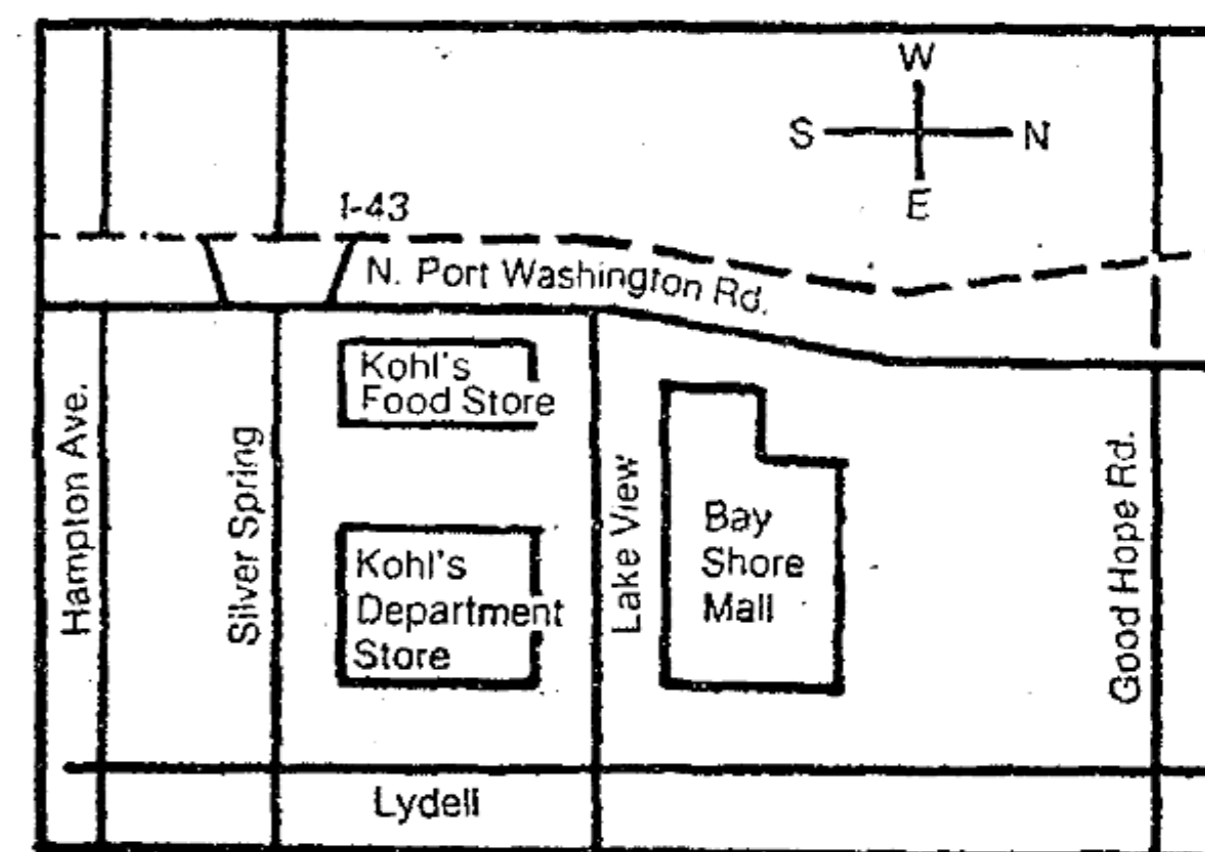 W
S
N
E
I-43
N. Port Washington Rd.
Kohl's
Food Store
Hampton Ave.
Silver Spring
Lake View
Good Hope Rd.
Bay
Shore
Mall
Kohl's
Department
Store
Lydell